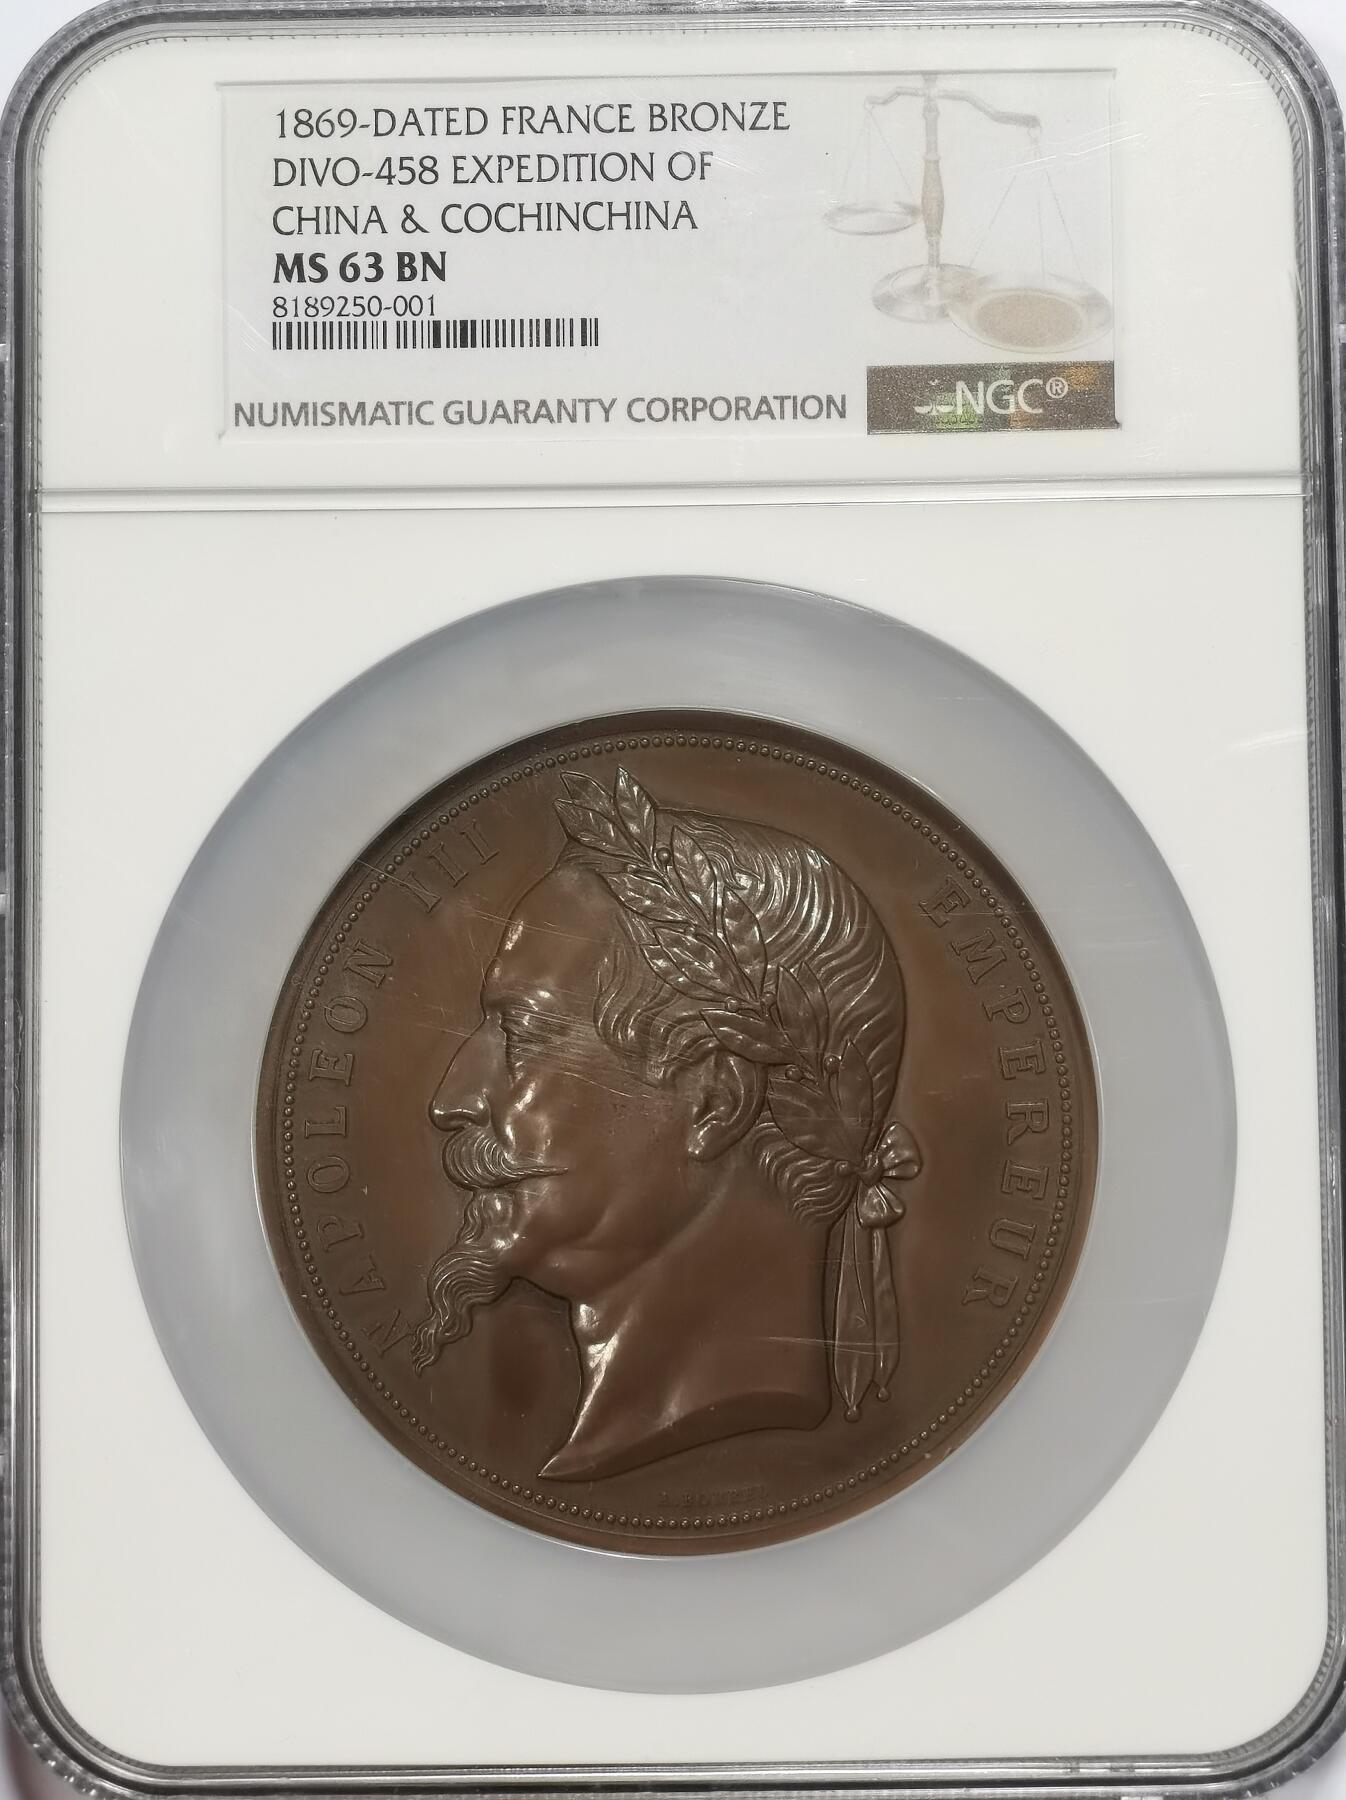 1869-DATED FRANCE BRONZE
DIVO-458 EXPEDITION OF
CHINA & COCHINCHINA
MS 63 BN
8189250-001
NUMISMATIC GUARANTY CORPORATION
NGC®
NAPOLEON III
EMPEREUR
A. BORREL